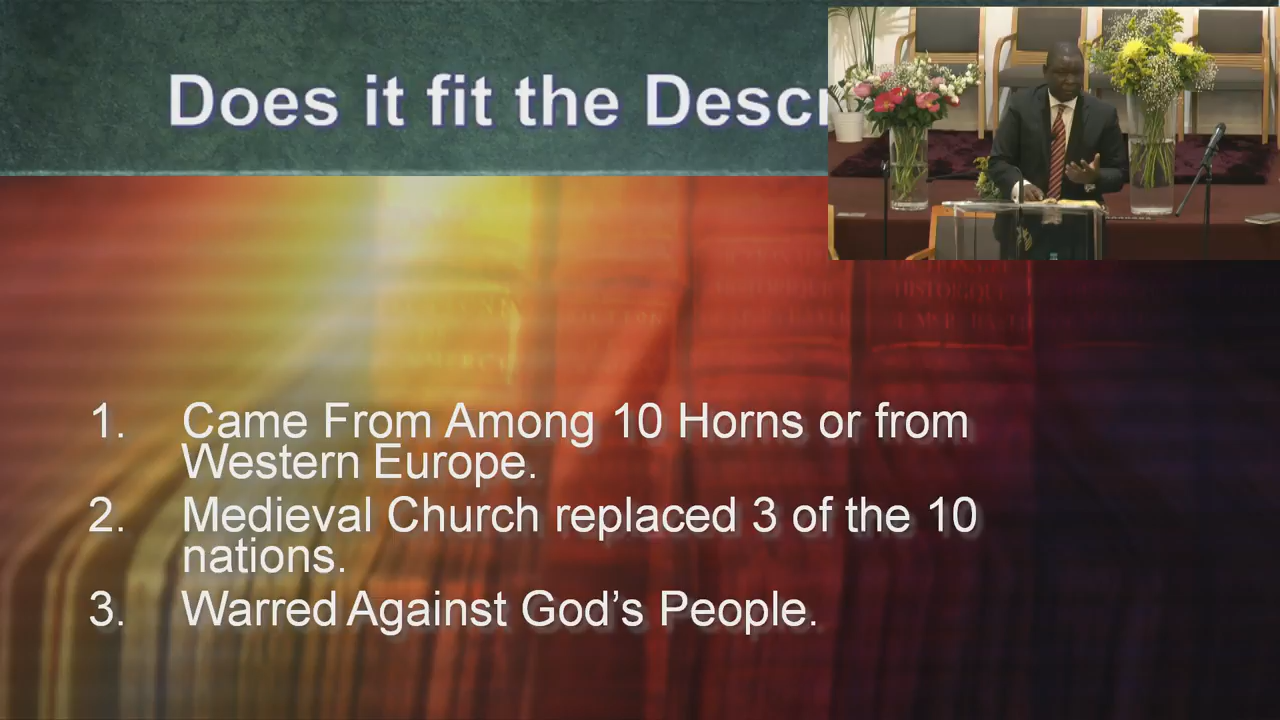 Does it fit the Descr
1. Came From Among 10 Horns or from
Western Europe.
2. Medieval Church replaced 3 of the 10
nations.
3. Warred Against God's People.